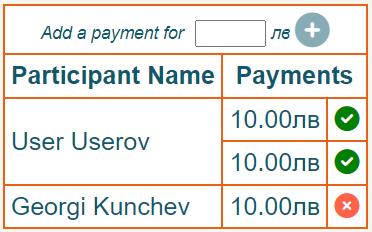 Add a payment for лв
Participant Name Payments
User Userov 10.00лв
10.00лв
Georgi Kunchev 10.00лв